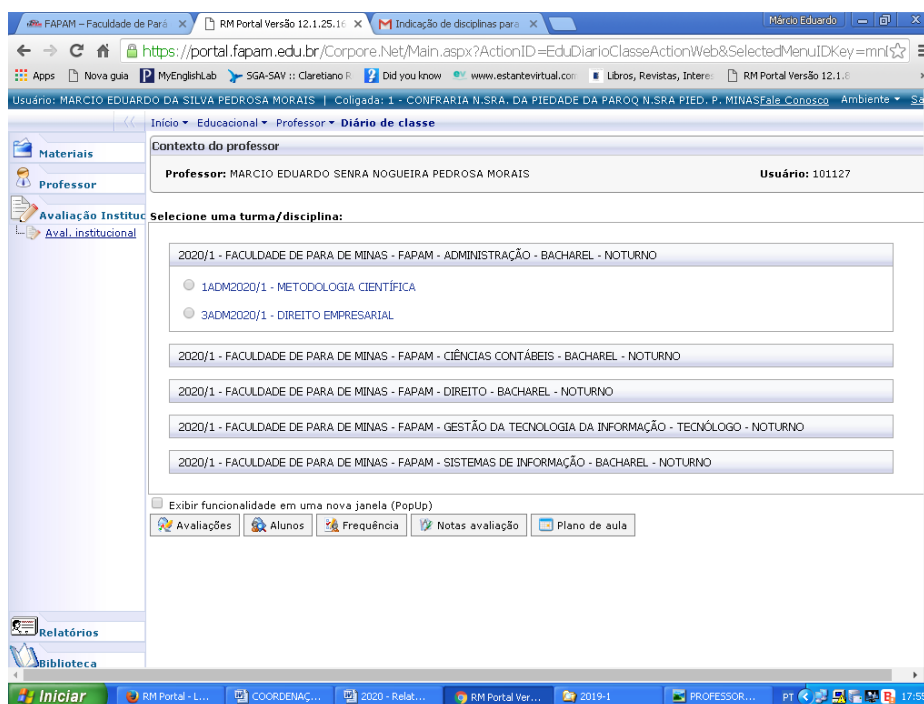 FAPAM – Faculdade de Pará
RM Portal Versão 12.1.25.16
Indicação de disciplinas para
Márcio Eduardo
https://portal.fapam.edu.br/Corpore.Net/Main.aspx?ActionID=EduDiarioClasseActionWeb&SelectedMenuIDKey=mnl
Apps
Nova guia
MyEnglishLab
SGA-SAV :: Claretiano R
Did you know
www.estantevirtual.con
Libros, Revistas, Intere:
RM Portal Versão 12.1.8
Usuário: MARCIO EDUARDO DA SILVA PEDROSA MORAIS | Coligada: 1 - CONFRARIA N.SRA. DA PIEDADE DA PAROQ N.SRA PIED. P. MINAS
Fale Conosco
Ambiente
Sa
Início Educacional Professor Diário de classe
Materiais
Professor
Avaliação Instituc
Aval. institucional
Contexto do professor
Professor: MARCIO EDUARDO SENRA NOGUEIRA PEDROSA MORAIS
Usuário: 101127
Selecione uma turma/disciplina:
2020/1 - FACULDADE DE PARA DE MINAS - FAPAM - ADMINISTRAÇÃO - BACHAREL - NOTURNO
1ADM2020/1 - METODOLOGIA CIENTÍFICA
3ADM2020/1 - DIREITO EMPRESARIAL
2020/1 - FACULDADE DE PARA DE MINAS - FAPAM - CIÊNCIAS CONTÁBEIS - BACHAREL - NOTURNO
2020/1 - FACULDADE DE PARA DE MINAS - FAPAM - DIREITO - BACHAREL - NOTURNO
2020/1 - FACULDADE DE PARA DE MINAS - FAPAM - GESTÃO DA TECNOLOGIA DA INFORMAÇÃO - TECNÓLOGO - NOTURNO
2020/1 - FACULDADE DE PARA DE MINAS - FAPAM - SISTEMAS DE INFORMAÇÃO - BACHAREL - NOTURNO
Exibir funcionalidade em uma nova janela (PopUp)
Avaliações
Alunos
Frequência
Notas avaliação
Plano de aula
Relatórios
Biblioteca
Iniciar
RM Portal - L...
COORDENAÇ...
2020 - Relat...
RM Portal Ver...
2019-1
PROFESSOR...
PT
17:55